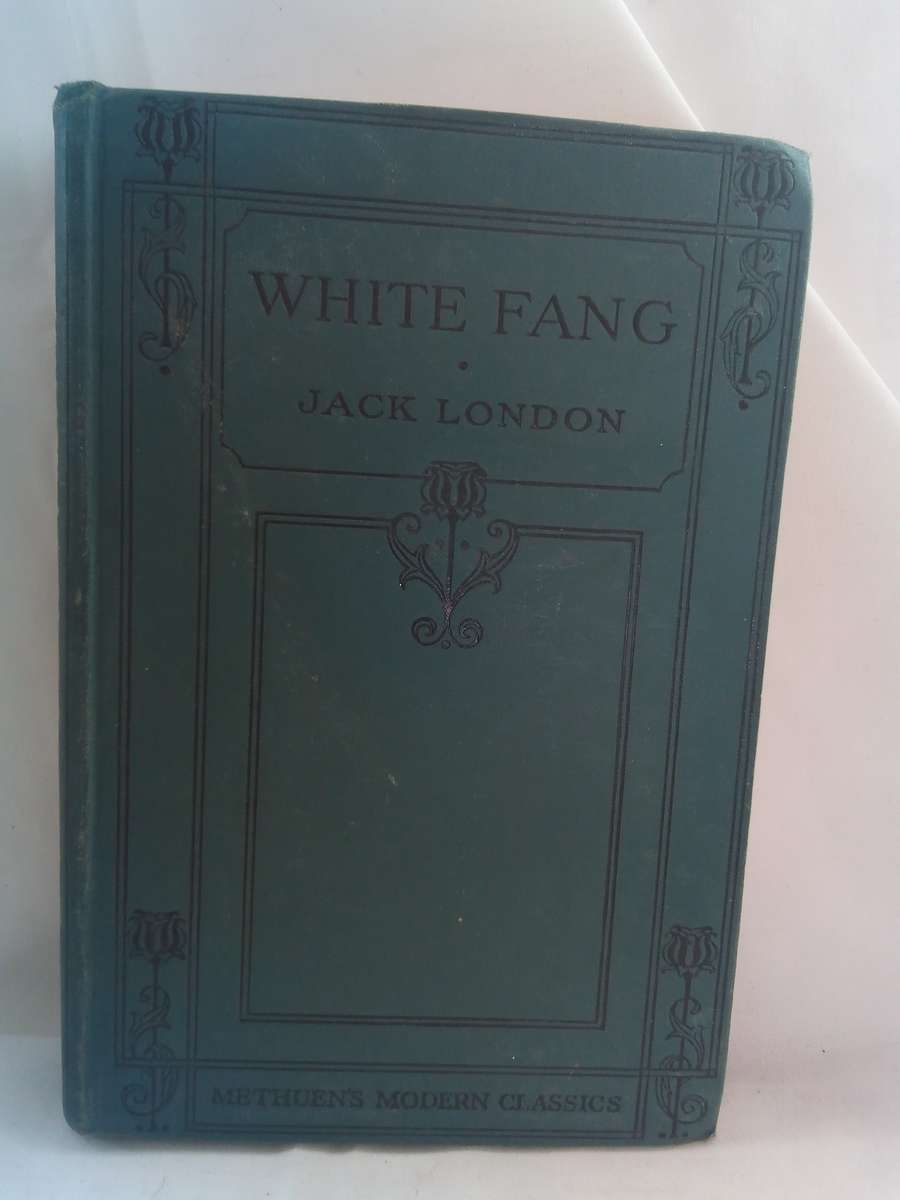 WHITE FANG
JACK LONDON
METHUEN'S MODERN CLASSICS